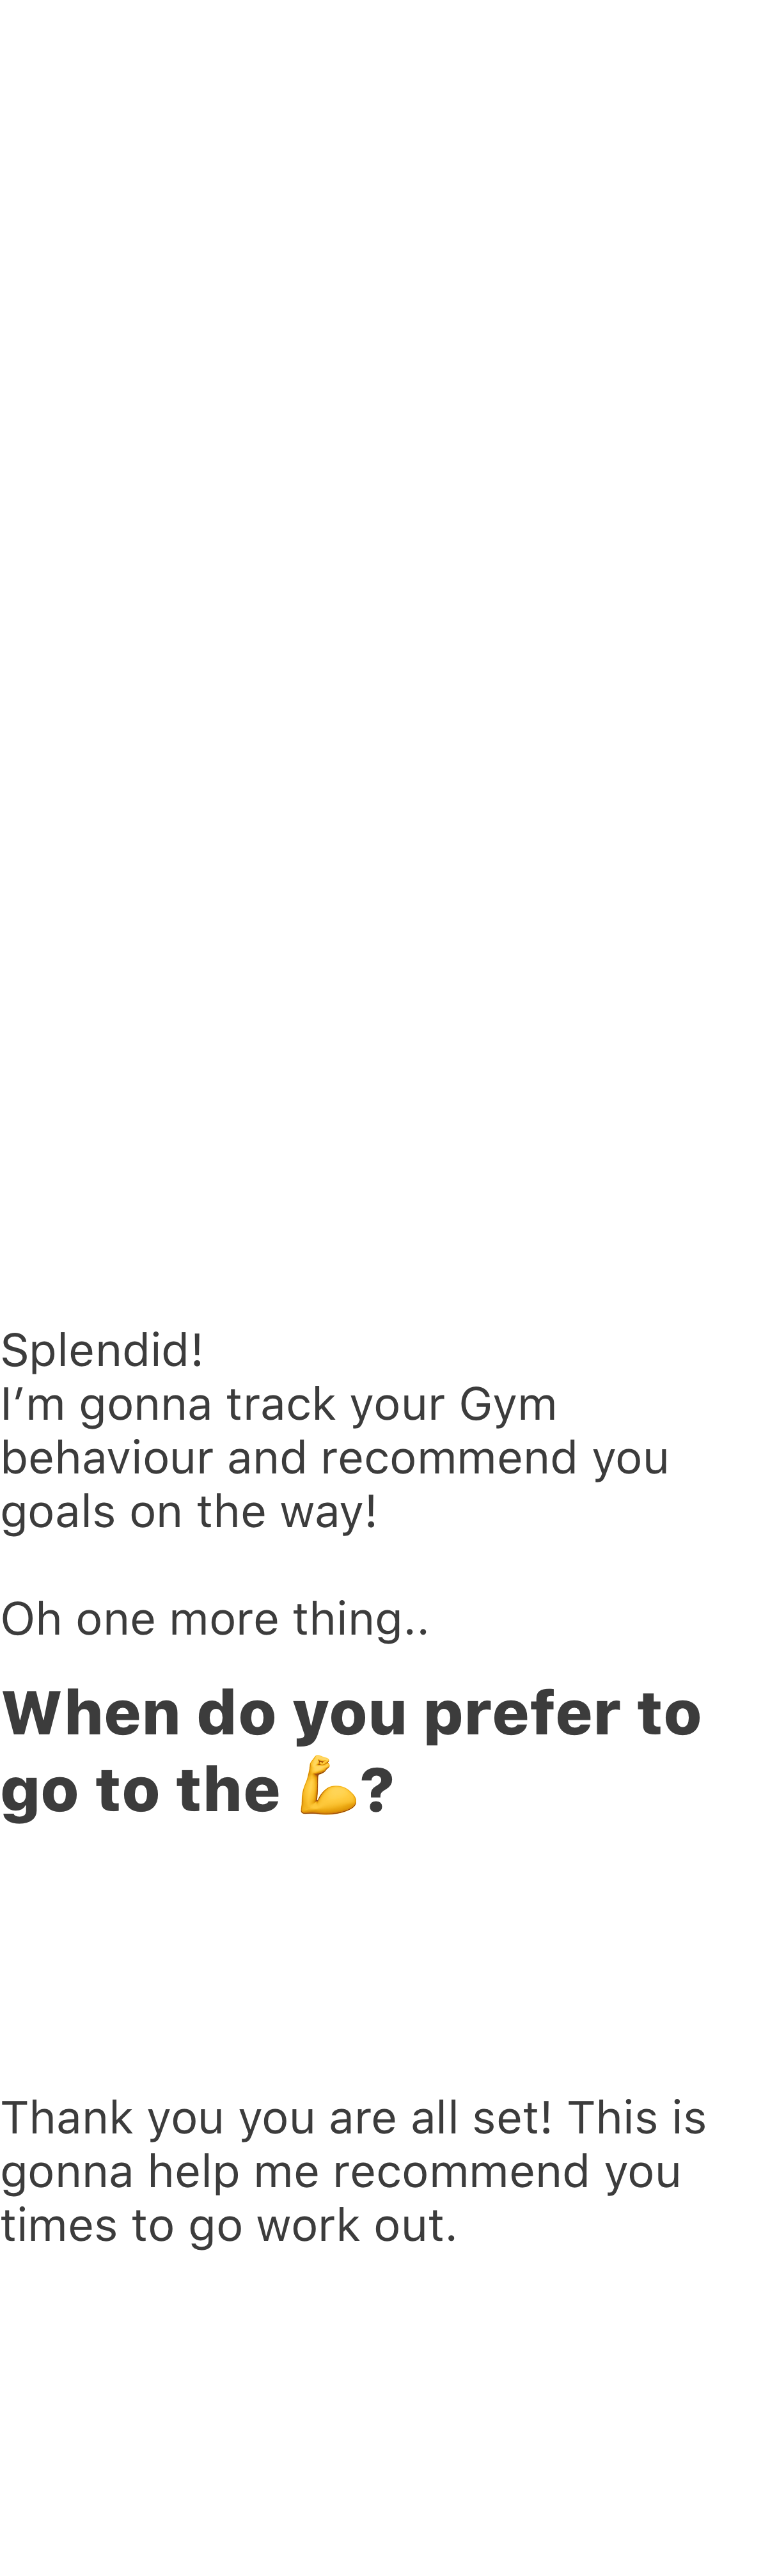 Splendid!
I’m gonna track your Gym
behaviour and recommend you
goals on the way!
Oh one more thing..
When do you prefer to
go to the 💪?
Thank you you are all set! This is
gonna help me recommend you
times to go work out.